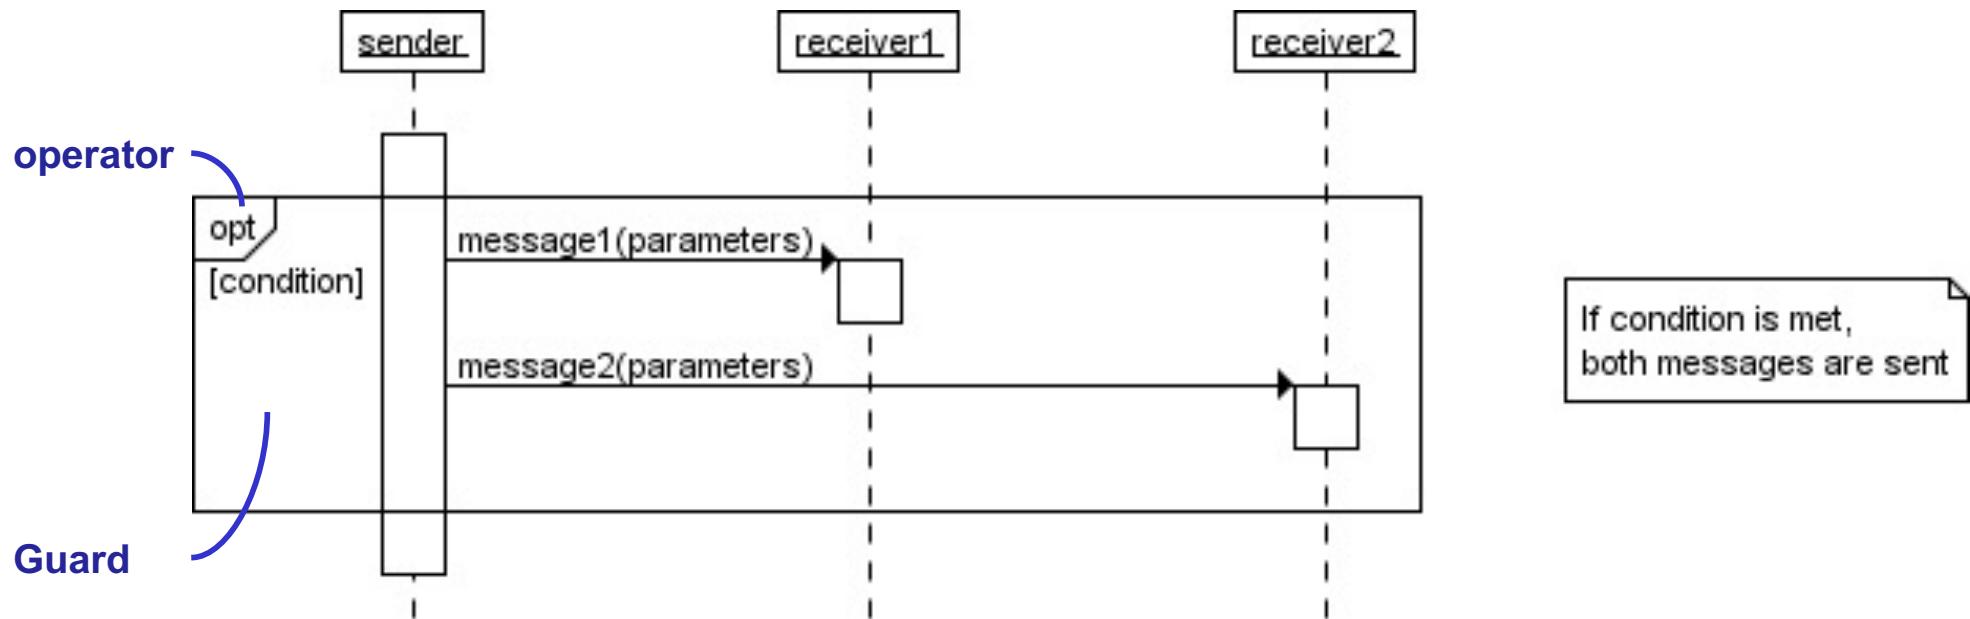 sender
receiver1
receiver2
operator
opt
message1(parameters)
[condition]
If condition is met,
both messages are sent
message2(parameters)
Guard